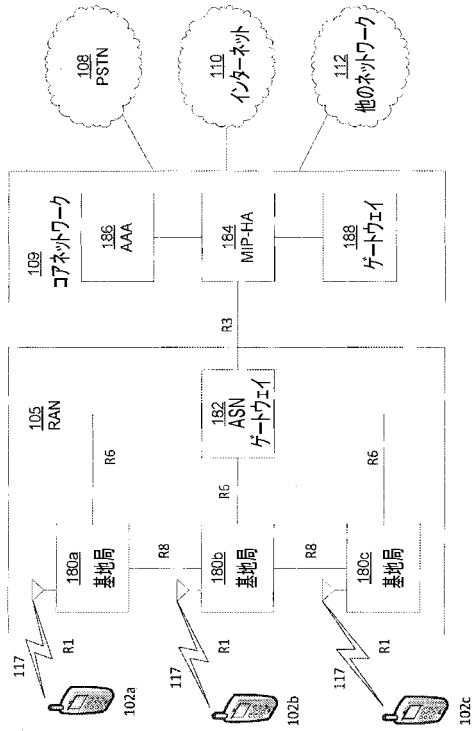 102a
117
R1
180a
基地局
R6
105
RAN
R8
102b
117
R1
180b
基地局
R6
182
ASN
ゲートウェイ
R3
R8
102c
117
R1
180c
基地局
R6
109
コアネットワーク
186
AAA
184
MIP-HA
188
ゲートウェイ
108
PSTN
110
インターネット
112
他のネットワーク